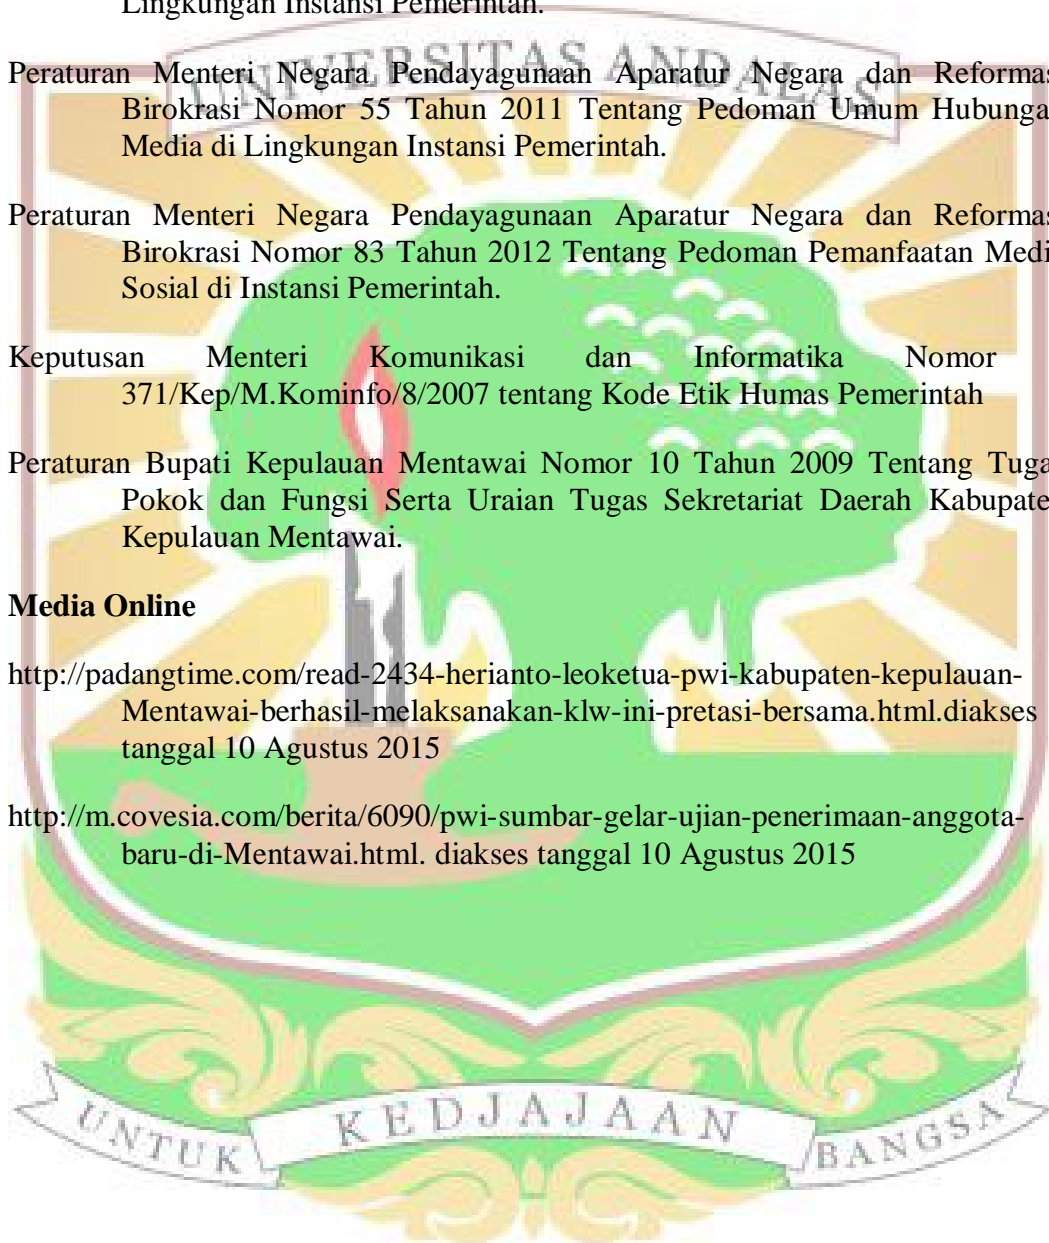 Lingkungan Instansi Pemerintah.
UNIVERSITAS ANDALAS
Peraturan Menteri Negara Pendayagunaan Aparatur Negara dan Reformas
Birokrasi Nomor 55 Tahun 2011 Tentang Pedoman Umum Hubunga
Media di Lingkungan Instansi Pemerintah.
Peraturan Menteri Negara Pendayagunaan Aparatur Negara dan Reformas
Birokrasi Nomor 83 Tahun 2012 Tentang Pedoman Pemanfaatan Medi
Sosial di Instansi Pemerintah.
Keputusan Menteri Komunikasi dan Informatika Nomor
371/Kep/M.Kominfo/8/2007 tentang Kode Etik Humas Pemerintah
Peraturan Bupati Kepulauan Mentawai Nomor 10 Tahun 2009 Tentang Tuga
Pokok dan Fungsi Serta Uraian Tugas Sekretariat Daerah Kabupate
Kepulauan Mentawai.
Media Online
http://padangtime.com/read-2434-herianto-leoketua-pwi-kabupaten-kepulauan-
Mentawai-berhasil-melaksanakan-klw-ini-pretasi-bersama.html.diakses
tanggal 10 Agustus 2015
http://m.covesia.com/berita/6090/pwi-sumbar-gelar-ujian-penerimaan-anggota-
baru-di-Mentawai.html. diakses tanggal 10 Agustus 2015
UNTUK KEDJAJAAN BANGSA